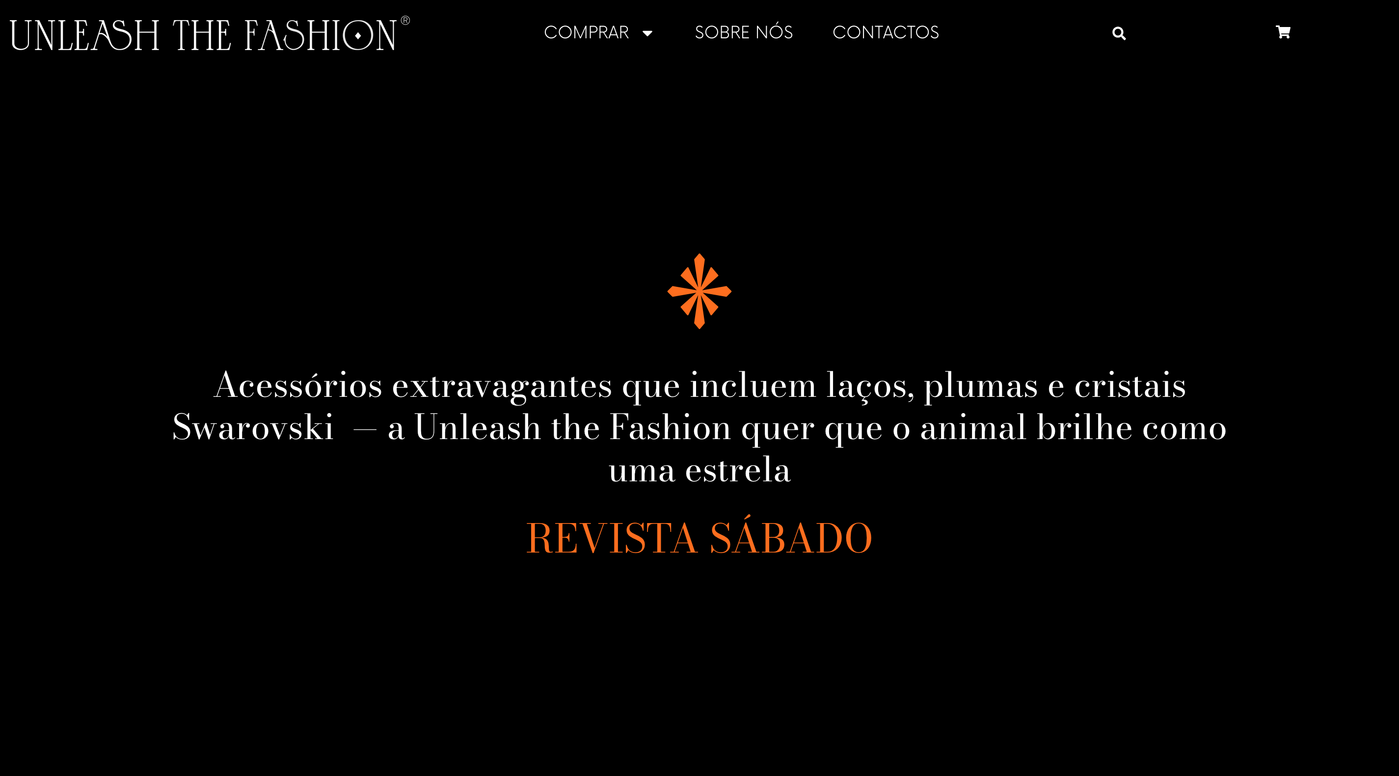 UNLEASH THE FASHION®
COMPRAR
SOBRE NÓS
CONTACTOS
Acessórios extravagantes que incluem laços, plumas e cristais
Swarovski — a Unleash the Fashion quer que o animal brilhe como
uma estrela
REVISTA SÁBADO